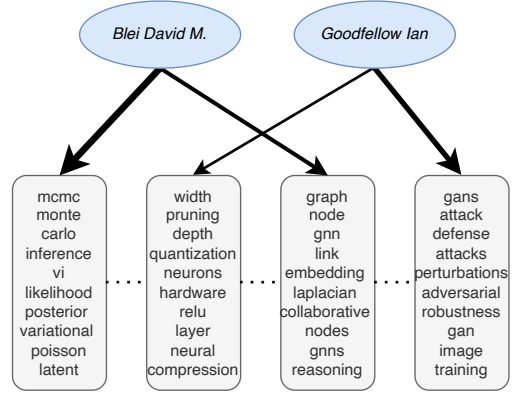 Blei David M.
Goodfellow Ian
mcmc
monte
carlo
inference
vi
likelihood
posterior
variational
poisson
latent
width
pruning
depth
quantization
neurons
hardware
relu
layer
neural
compression
graph
node
gnn
link
embedding
laplacian
collaborative
nodes
gnns
reasoning
gans
attack
defense
attacks
perturbations
adversarial
robustness
gan
image
training